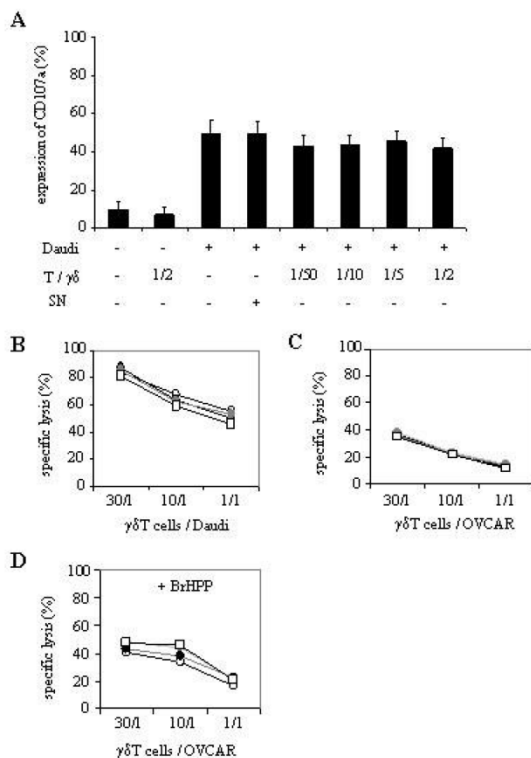 A
expression of CD107a (%)
100
80
60
40
20
0
Daudi - - + + + + + +
T / γδ - 1/2 - - 1/50 1/10 1/5 1/2
SN - - - + - - - -
B
specific lysis (%)
100
80
60
40
20
0
30/1 10/1 1/1
γδT cells / Daudi
C
specific lysis (%)
100
80
60
40
20
0
30/1 10/1 1/1
γδT cells / OVCAR
D
+ BrHPP
specific lysis (%)
100
80
60
40
20
0
30/1 10/1 1/1
γδT cells / OVCAR